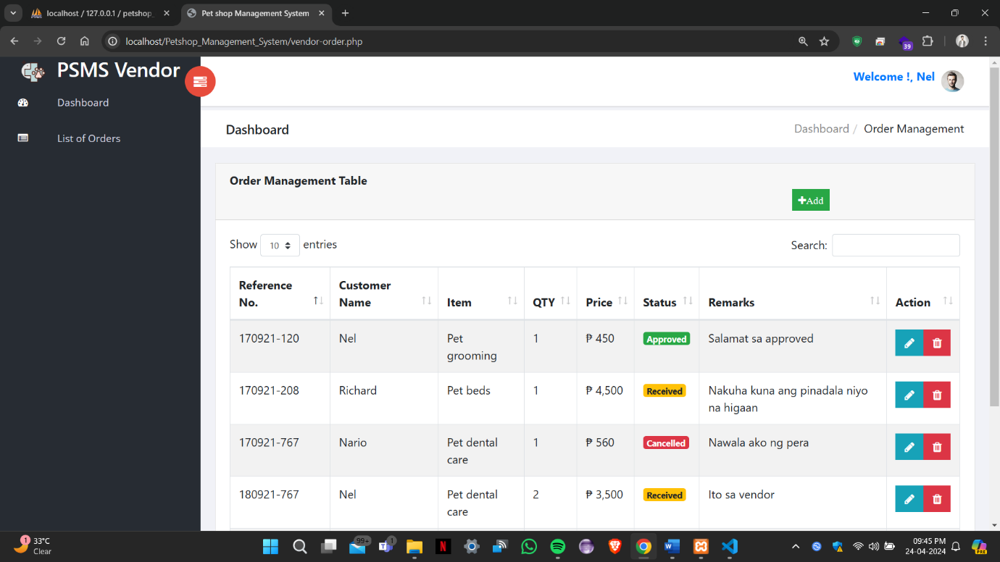 localhost / 127.0.0.1 / petshop_
Pet shop Management System
localhost/Petshop_Management_System/vendor-order.php
39
PSMS Vendor
Welcome !, Nel
Dashboard
List of Orders
Dashboard
Dashboard / Order Management
Order Management Table
Add
Show 10 entries
Search:
Reference No.
Customer Name
Item
QTY
Price
Status
Remarks
Action
170921-120
Nel
Pet grooming
1
₱ 450
Approved
Salamat sa approved
170921-208
Richard
Pet beds
1
₱ 4,500
Received
Nakuha kuna ang pinadala niyo
na higaan
170921-767
Nario
Pet dental care
1
₱ 560
Cancelled
Nawala ako ng pera
180921-767
Nel
Pet dental care
2
₱ 3,500
Received
Ito sa vendor
1
33°C
Clear
99+
1
09:45 PM
24-04-2024
PRE